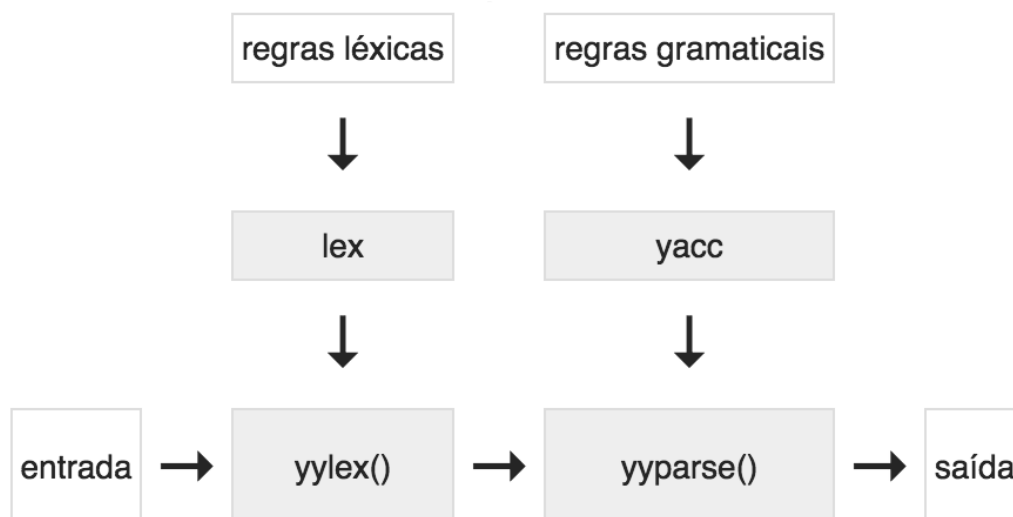 regras léxicas
regras gramaticais
lex
yacc
entrada
yylex()
yyparse()
saída